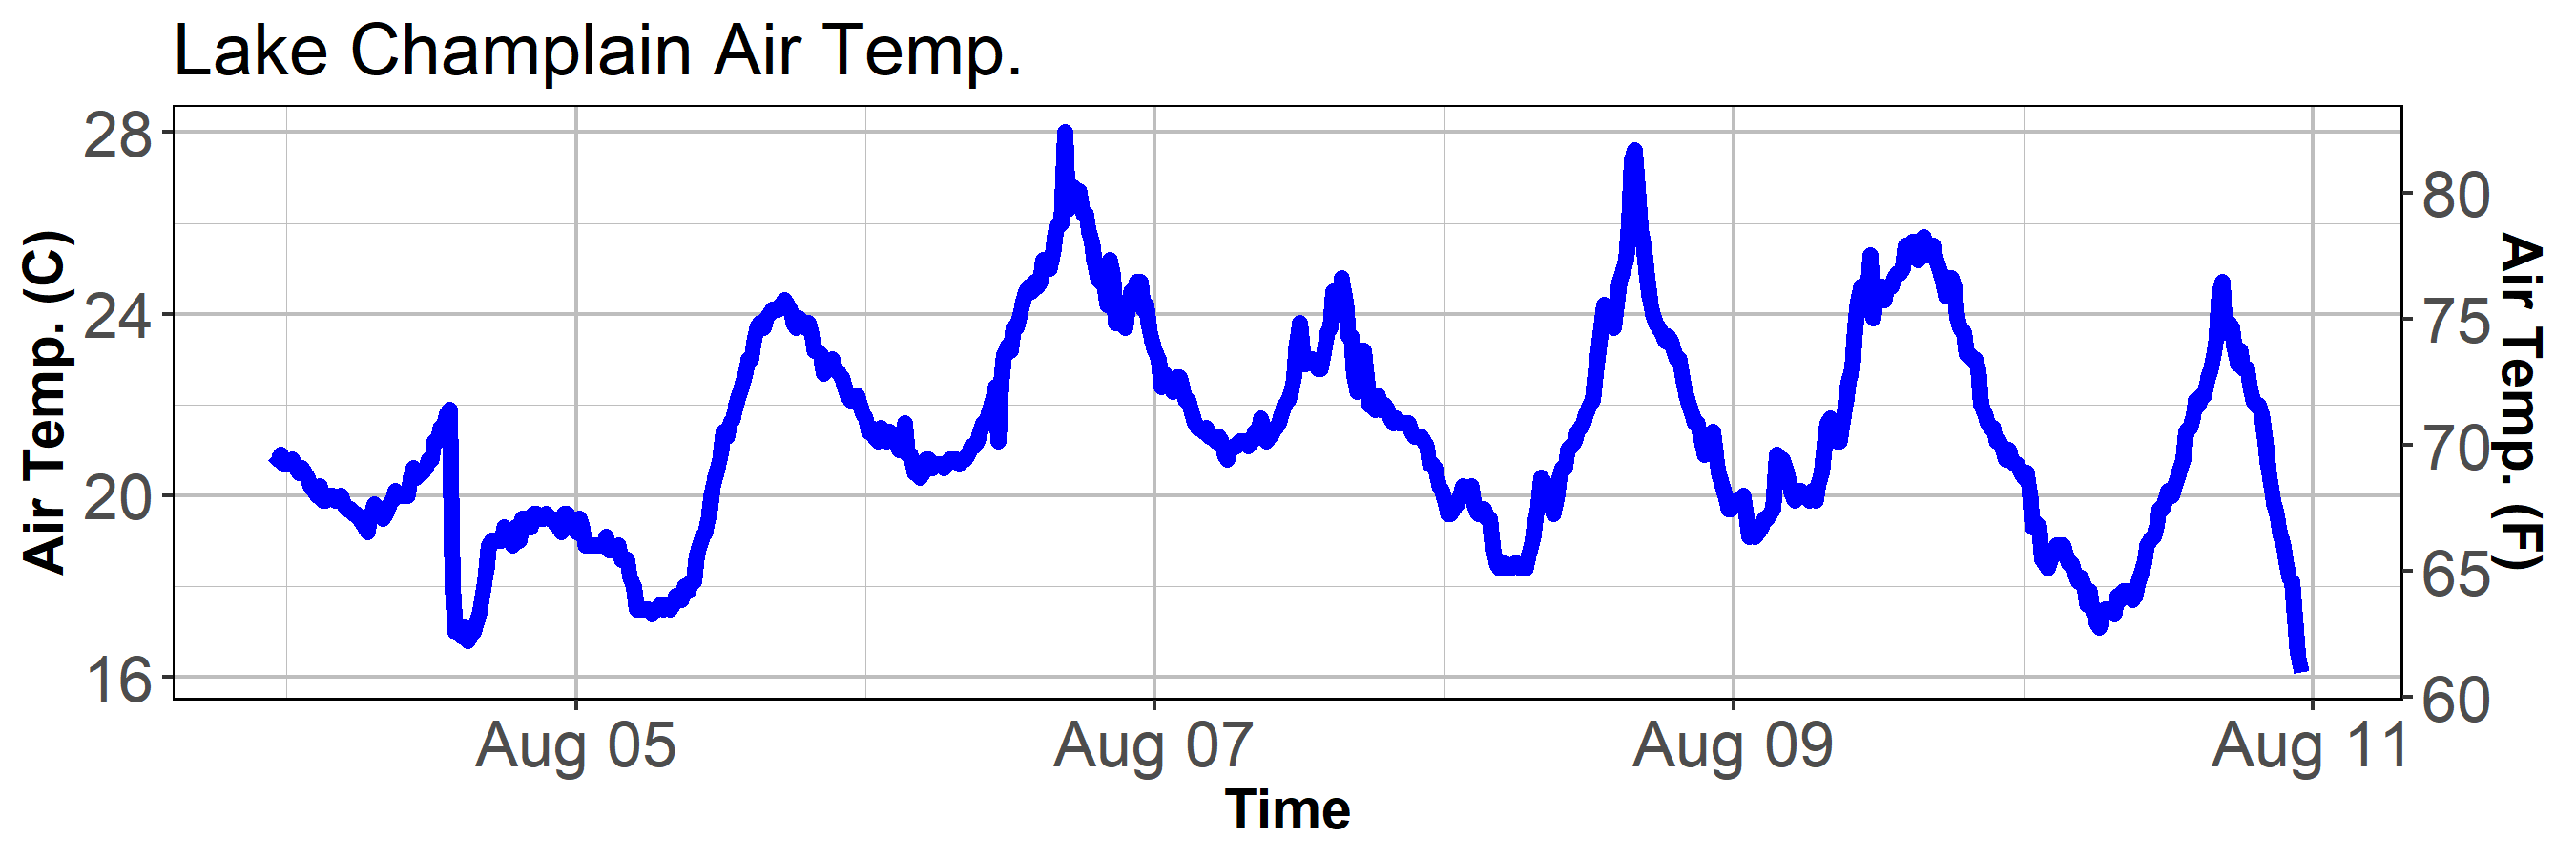 Lake Champlain Air Temp.
28
24
20
16
Air Temp. (C)
80
75
70
65
60
Air Temp. (F)
Aug 05
Aug 07
Aug 09
Aug 11
Time